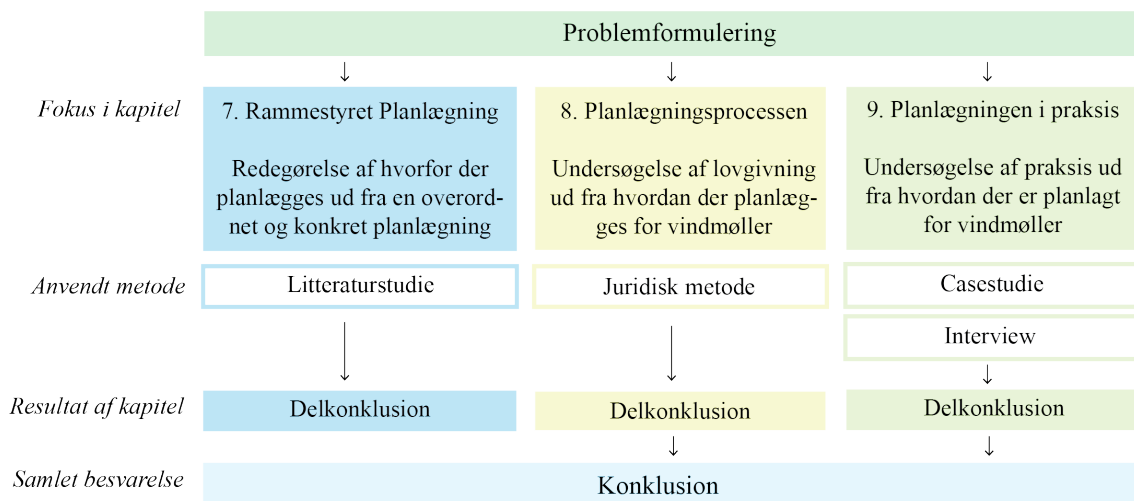 Problemformulering
Fokus i kapitel
7. Rammestyret Planlægning
Redegørelse af hvorfor der
planlægges ud fra en overord-
net og konkret planlægning
8. Planlægningsprocessen
Undersøgelse af lovgivning
ud fra hvordan der planlæg-
ges for vindmøller
9. Planlægningen i praksis
Undersøgelse af praksis ud
fra hvordan der er planlagt
for vindmøller
Anvendt metode
Litteraturstudie
Juridisk metode
Casestudie
Interview
Resultat af kapitel
Delkonklusion
Delkonklusion
Delkonklusion
Samlet besvarelse
Konklusion